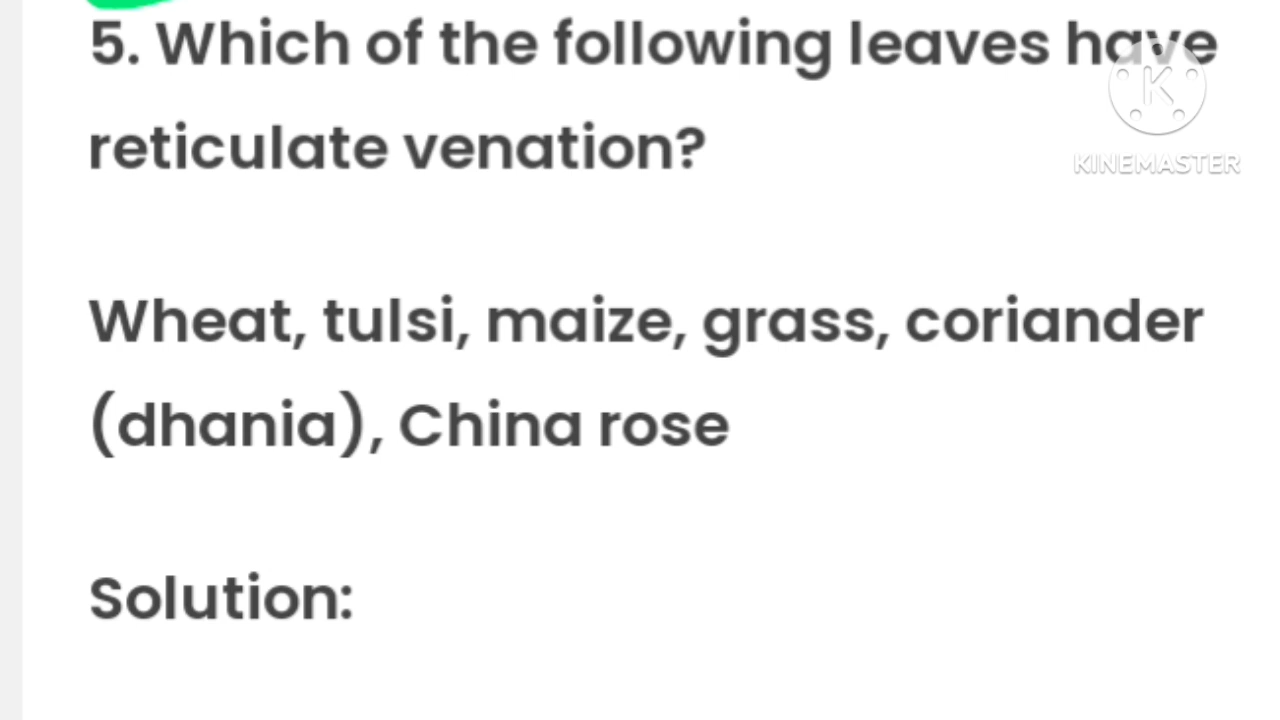 5. Which of the following leaves have
K
KINEMASTER
reticulate venation?
Wheat, tulsi, maize, grass, coriander
(dhania), China rose
Solution: